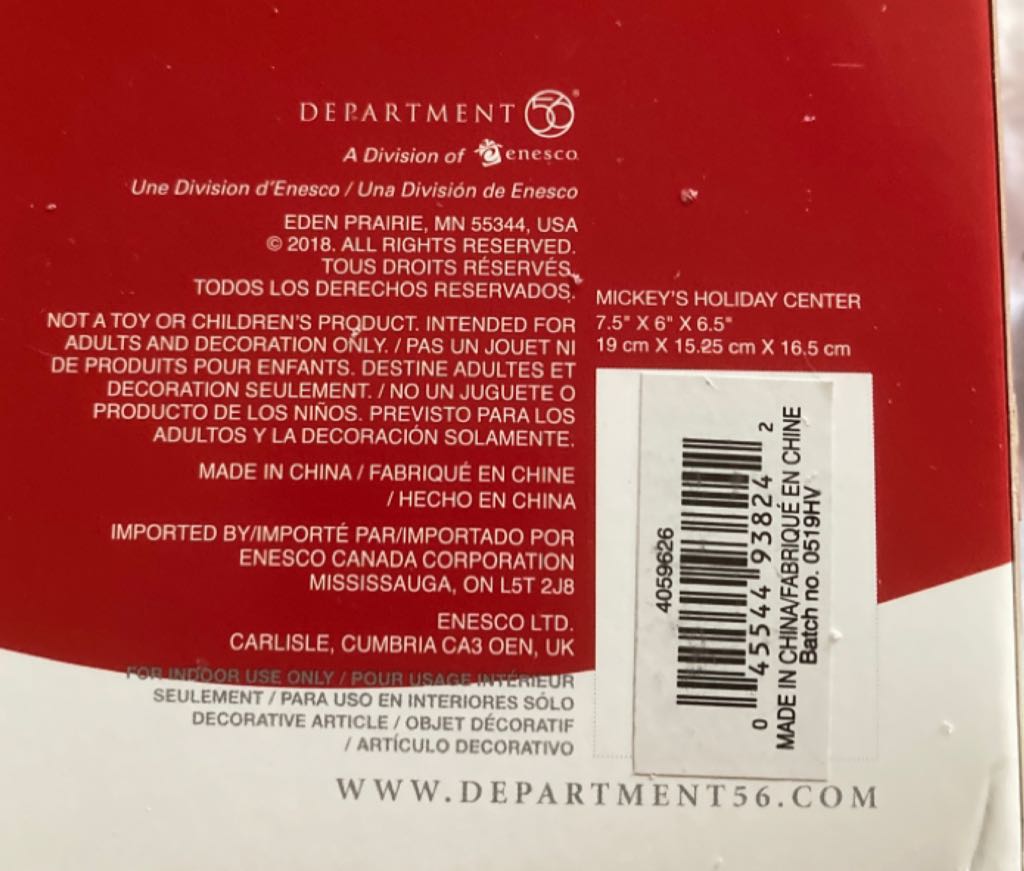 DEPARTMENT 56®
A Division of enesco
Une Division d'Enesco / Una División de Enesco
EDEN PRAIRIE, MN 55344, USA
© 2018. ALL RIGHTS RESERVED.
TOUS DROITS RÉSERVÉS.
TODOS LOS DERECHOS RESERVADOS.
NOT A TOY OR CHILDREN'S PRODUCT. INTENDED FOR
ADULTS AND DECORATION ONLY. / PAS UN JOUET NI
DE PRODUITS POUR ENFANTS. DESTINE ADULTES ET
DECORATION SEULEMENT. / NO UN JUGUETE O
PRODUCTO DE LOS NIÑOS. PREVISTO PARA LOS
ADULTOS Y LA DECORACIÓN SOLAMENTE.
MADE IN CHINA / FABRIQUÉ EN CHINE
/ HECHO EN CHINA
IMPORTED BY/IMPORTÉ PAR/IMPORTADO POR
ENESCO CANADA CORPORATION
MISSISSAUGA, ON L5T 2J8
ENESCO LTD.
CARLISLE, CUMBRIA CA3 OEN, UK
FOR INDOOR USE ONLY / POUR USAGE INTÉRIEUR
SEULEMENT / PARA USO EN INTERIORES SÓLO
DECORATIVE ARTICLE / OBJET DÉCORATIF
/ ARTÍCULO DECORATIVO
MICKEY'S HOLIDAY CENTER
7.5" X 6" X 6.5"
19 cm X 15.25 cm X 16.5 cm
4059626
0 45544 93824 2
MADE IN CHINA/FABRIQUÉ EN CHINE
Batch no. 0519HV
WWW.DEPARTMENT56.COM